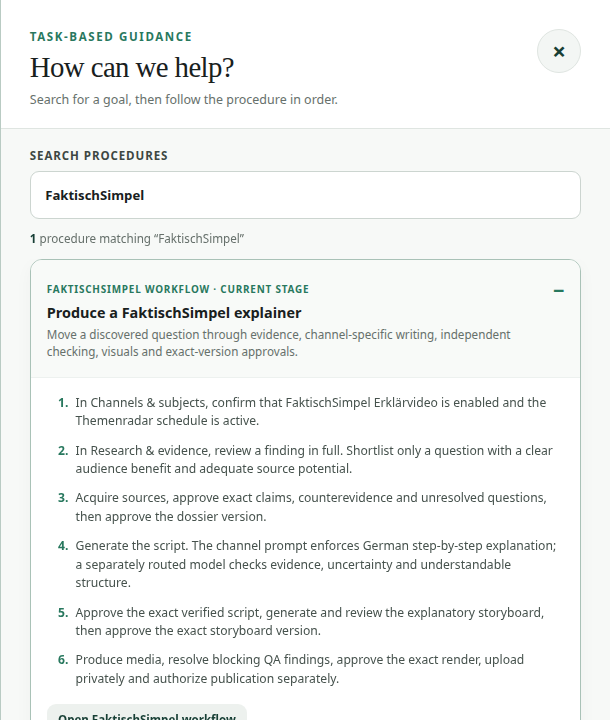 TASK-BASED GUIDANCE
How can we help?
Search for a goal, then follow the procedure in order.
×
SEARCH PROCEDURES
FaktischSimpel
1 procedure matching “FaktischSimpel”
FAKTISCHSIMPEL WORKFLOW · CURRENT STAGE
−
Produce a FaktischSimpel explainer
Move a discovered question through evidence, channel-specific writing, independent
checking, visuals and exact-version approvals.
1. In Channels & subjects, confirm that FaktischSimpel Erklärvideo is enabled and the
Themenradar schedule is active.
2. In Research & evidence, review a finding in full. Shortlist only a question with a clear
audience benefit and adequate source potential.
3. Acquire sources, approve exact claims, counterevidence and unresolved questions,
then approve the dossier version.
4. Generate the script. The channel prompt enforces German step-by-step explanation;
a separately routed model checks evidence, uncertainty and understandable
structure.
5. Approve the exact verified script, generate and review the explanatory storyboard,
then approve the exact storyboard version.
6. Produce media, resolve blocking QA findings, approve the exact render, upload
privately and authorize publication separately.
Open FaktischSimpel workflow